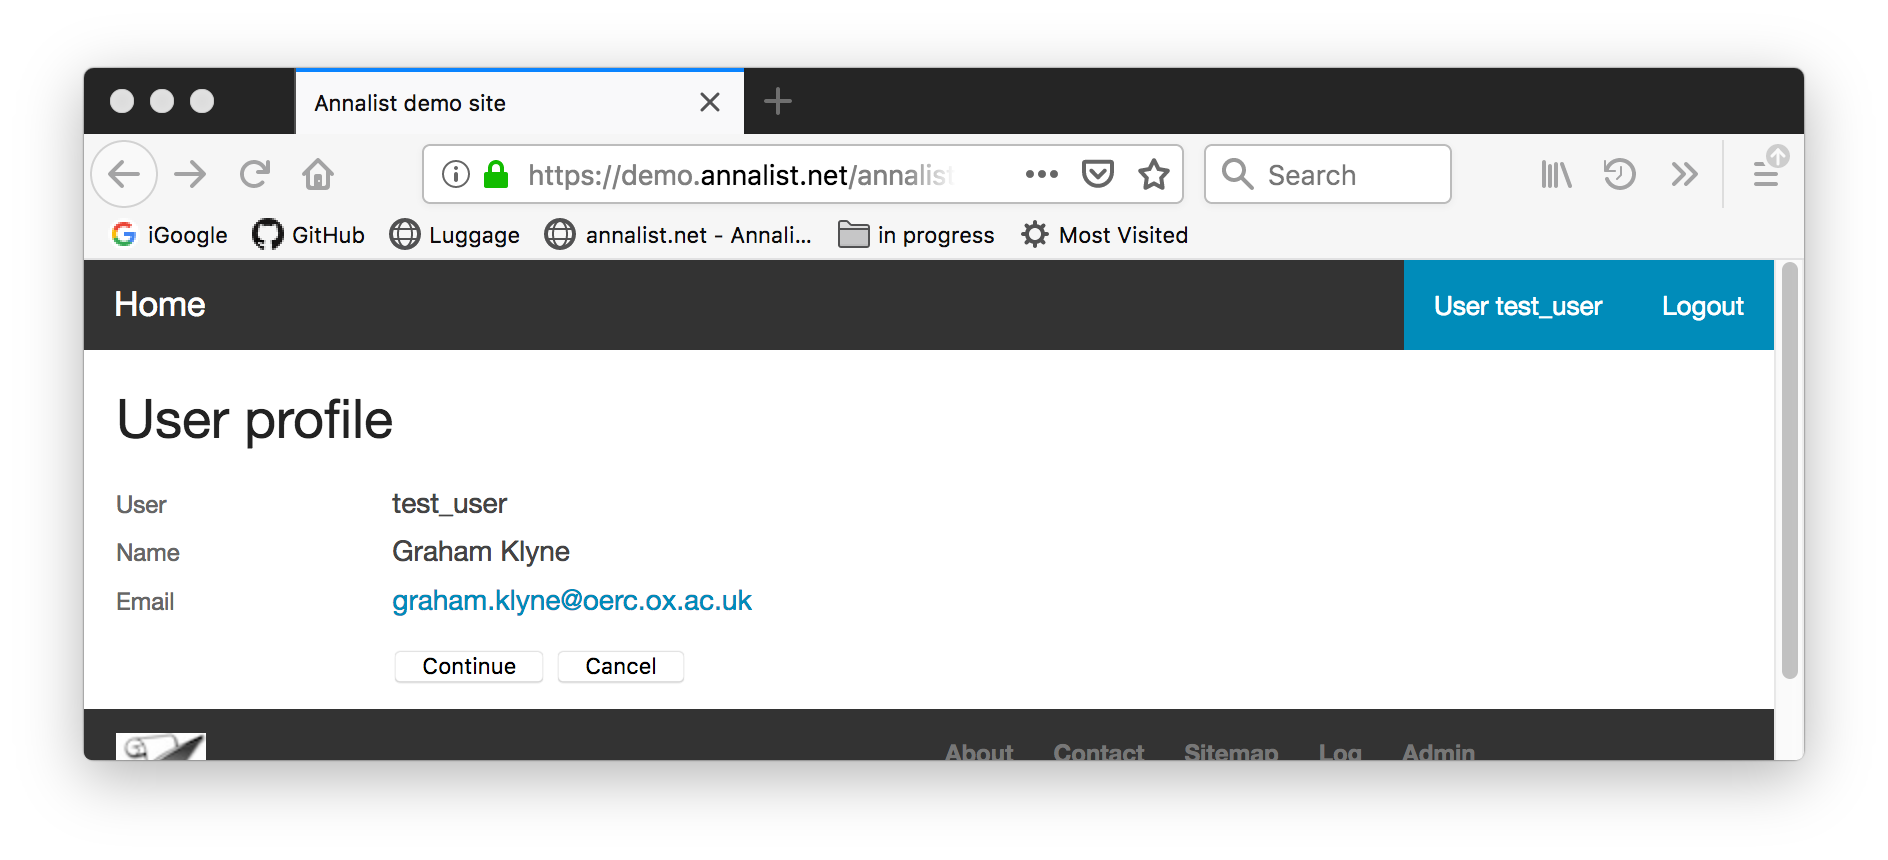 Annalist demo site
https://demo.annalist.net/annalist
Search
iGoogle GitHub Luggage annalist.net - Annali... in progress Most Visited
Home User test_user Logout
User profile
User test_user
Name Graham Klyne
Email graham.klyne@oerc.ox.ac.uk
Continue Cancel
About Contact Sitemap Log Admin